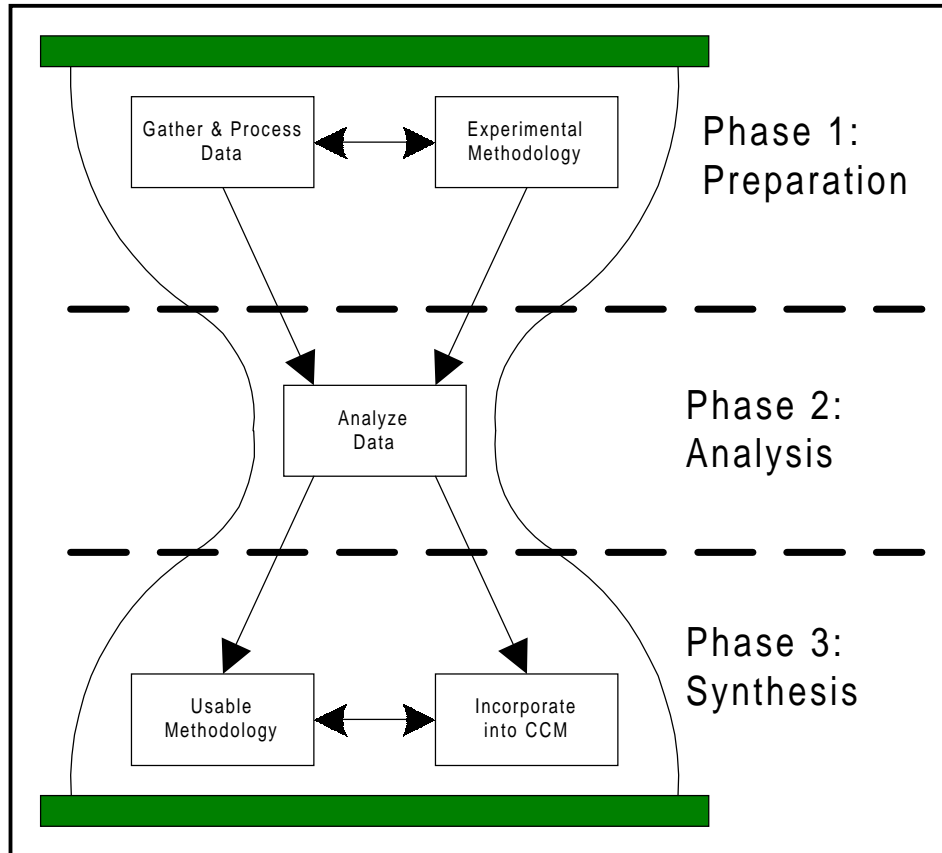 Gather & Process
Data
Experimental
Methodology
Phase 1:
Preparation
Analyze
Data
Phase 2:
Analysis
Usable
Methodology
Incorporate
into CCM
Phase 3:
Synthesis